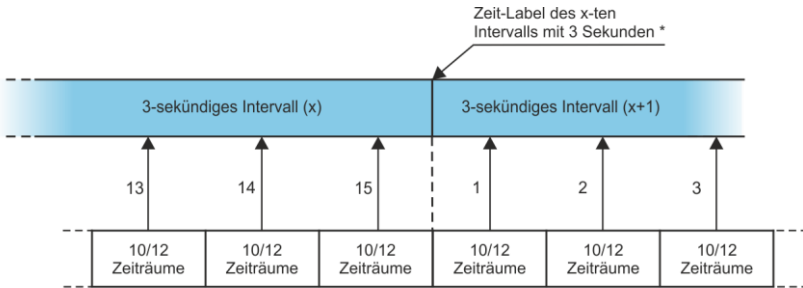 Zeit-Label des x-ten
Intervalls mit 3 Sekunden *
3-sekündiges Intervall (x)
3-sekündiges Intervall (x+1)
13
14
15
1
2
3
10/12
Zeiträume
10/12
Zeiträume
10/12
Zeiträume
10/12
Zeiträume
10/12
Zeiträume
10/12
Zeiträume